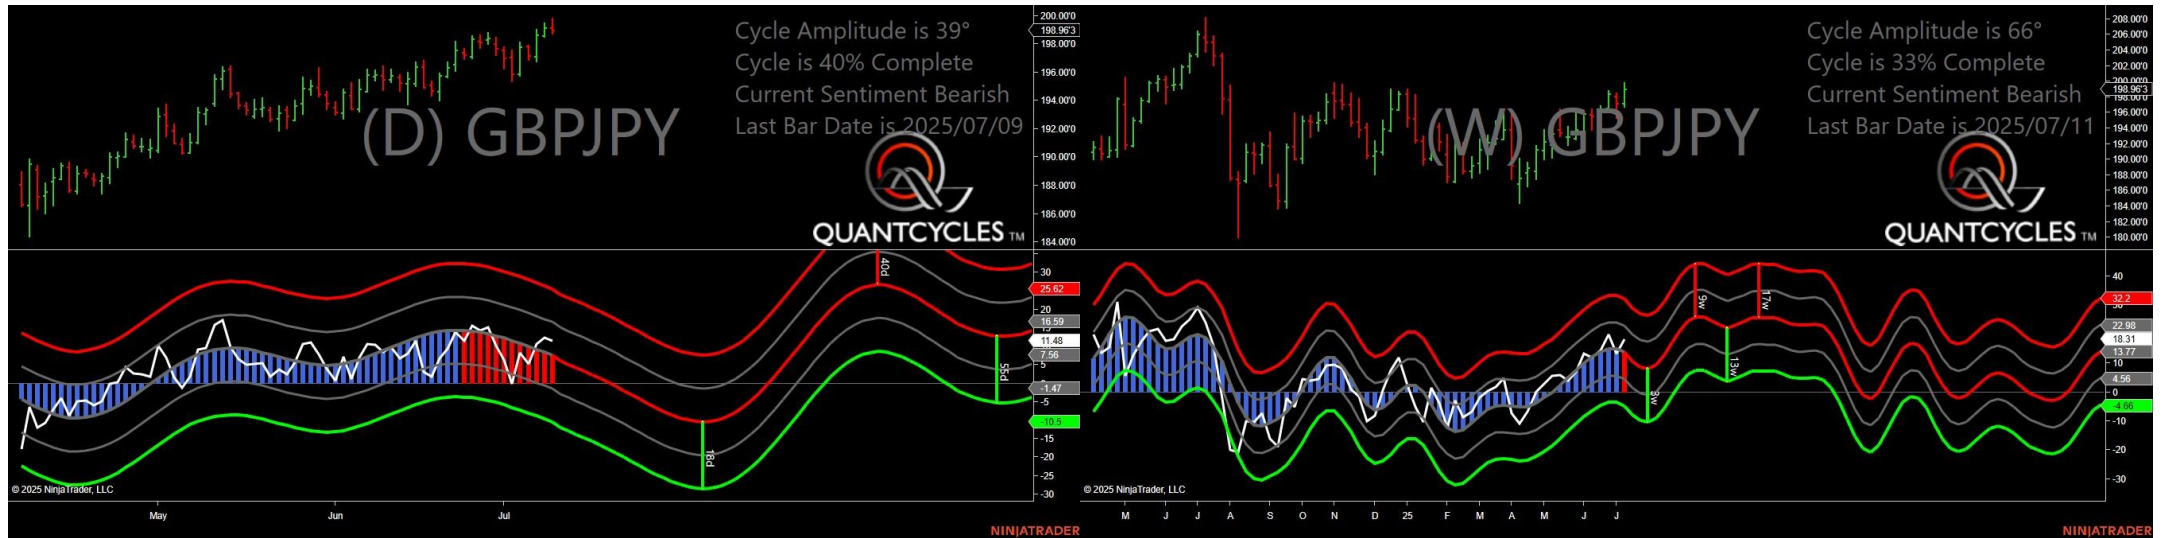 Cycle Amplitude is 39°
Cycle is 40% Complete
Current Sentiment Bearish
Last Bar Date is 2025/07/09
(D) GBPJPY
QUANTCYCLES TM
200.00'0
198.96'3
198.00'0
196.00'0
194.00'0
192.00'0
190.00'0
188.00'0
186.00'0
184.00'0
40d
18d
55d
30
25.62
20
16.59
11.48
7.56
5
-1.47
-5
-10.5
-15
-20
-25
-30
© 2025 NinjaTrader, LLC
May Jun Jul
NINJATRADER
Cycle Amplitude is 66°
Cycle is 33% Complete
Current Sentiment Bearish
Last Bar Date is 2025/07/11
(W) GBPJPY
QUANTCYCLES TM
208.00'0
206.00'0
204.00'0
202.00'0
200.00'0
198.96'3
198.00'0
196.00'0
194.00'0
192.00'0
190.00'0
188.00'0
186.00'0
184.00'0
182.00'0
180.00'0
9w
17w
13w
40
32.2
22.98
18.31
13.77
10
4.56
0
-4.66
-10
-20
-30
© 2025 NinjaTrader, LLC
M J J A S O N D 25 F M A M J J
NINJATRADER